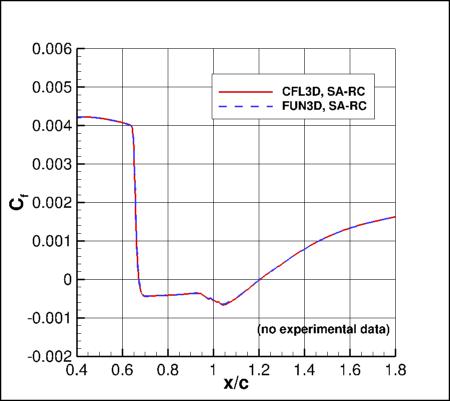 0.006
0.005
0.004
0.003
0.002
0.001
0
-0.001
-0.002
Cf
CFL3D, SA-RC
FUN3D, SA-RC
(no experimental data)
0.4 0.6 0.8 1 1.2 1.4 1.6 1.8
x/c